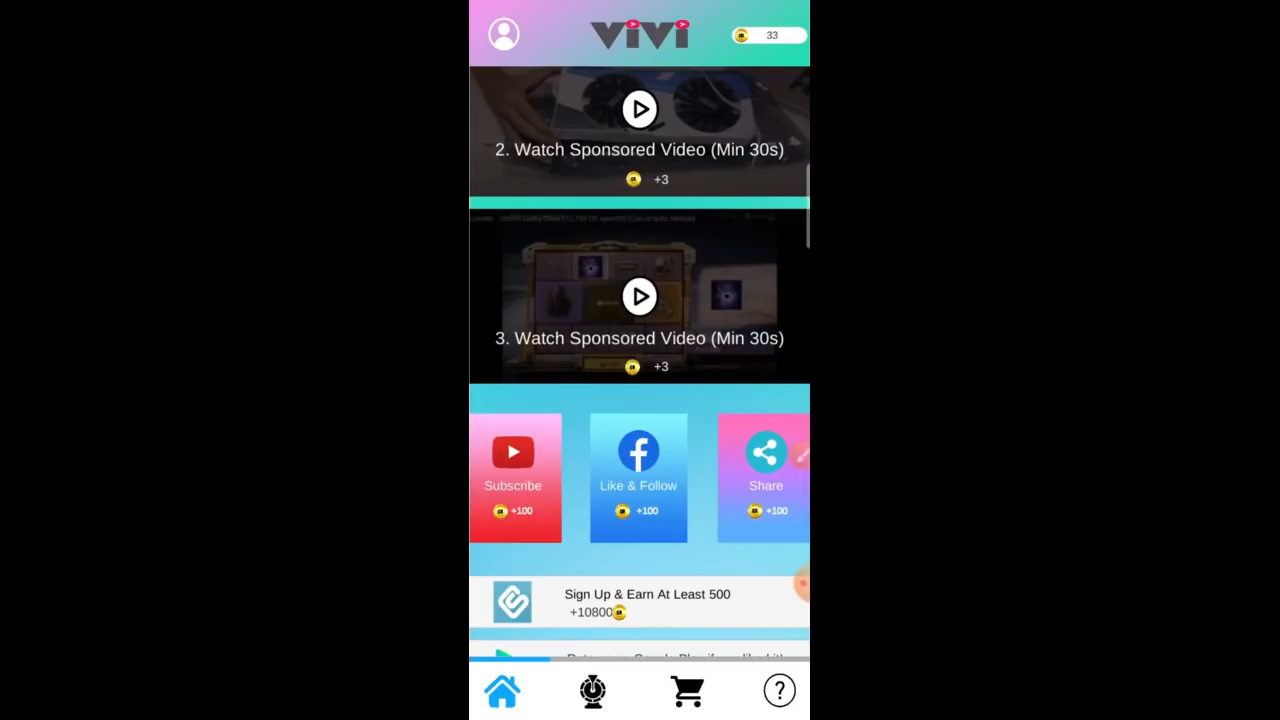 ViVi
33
2. Watch Sponsored Video (Min 30s)
+3
3. Watch Sponsored Video (Min 30s)
+3
Subscribe
+100
Like & Follow
+100
Share
+100
Sign Up & Earn At Least 500
+10800
?